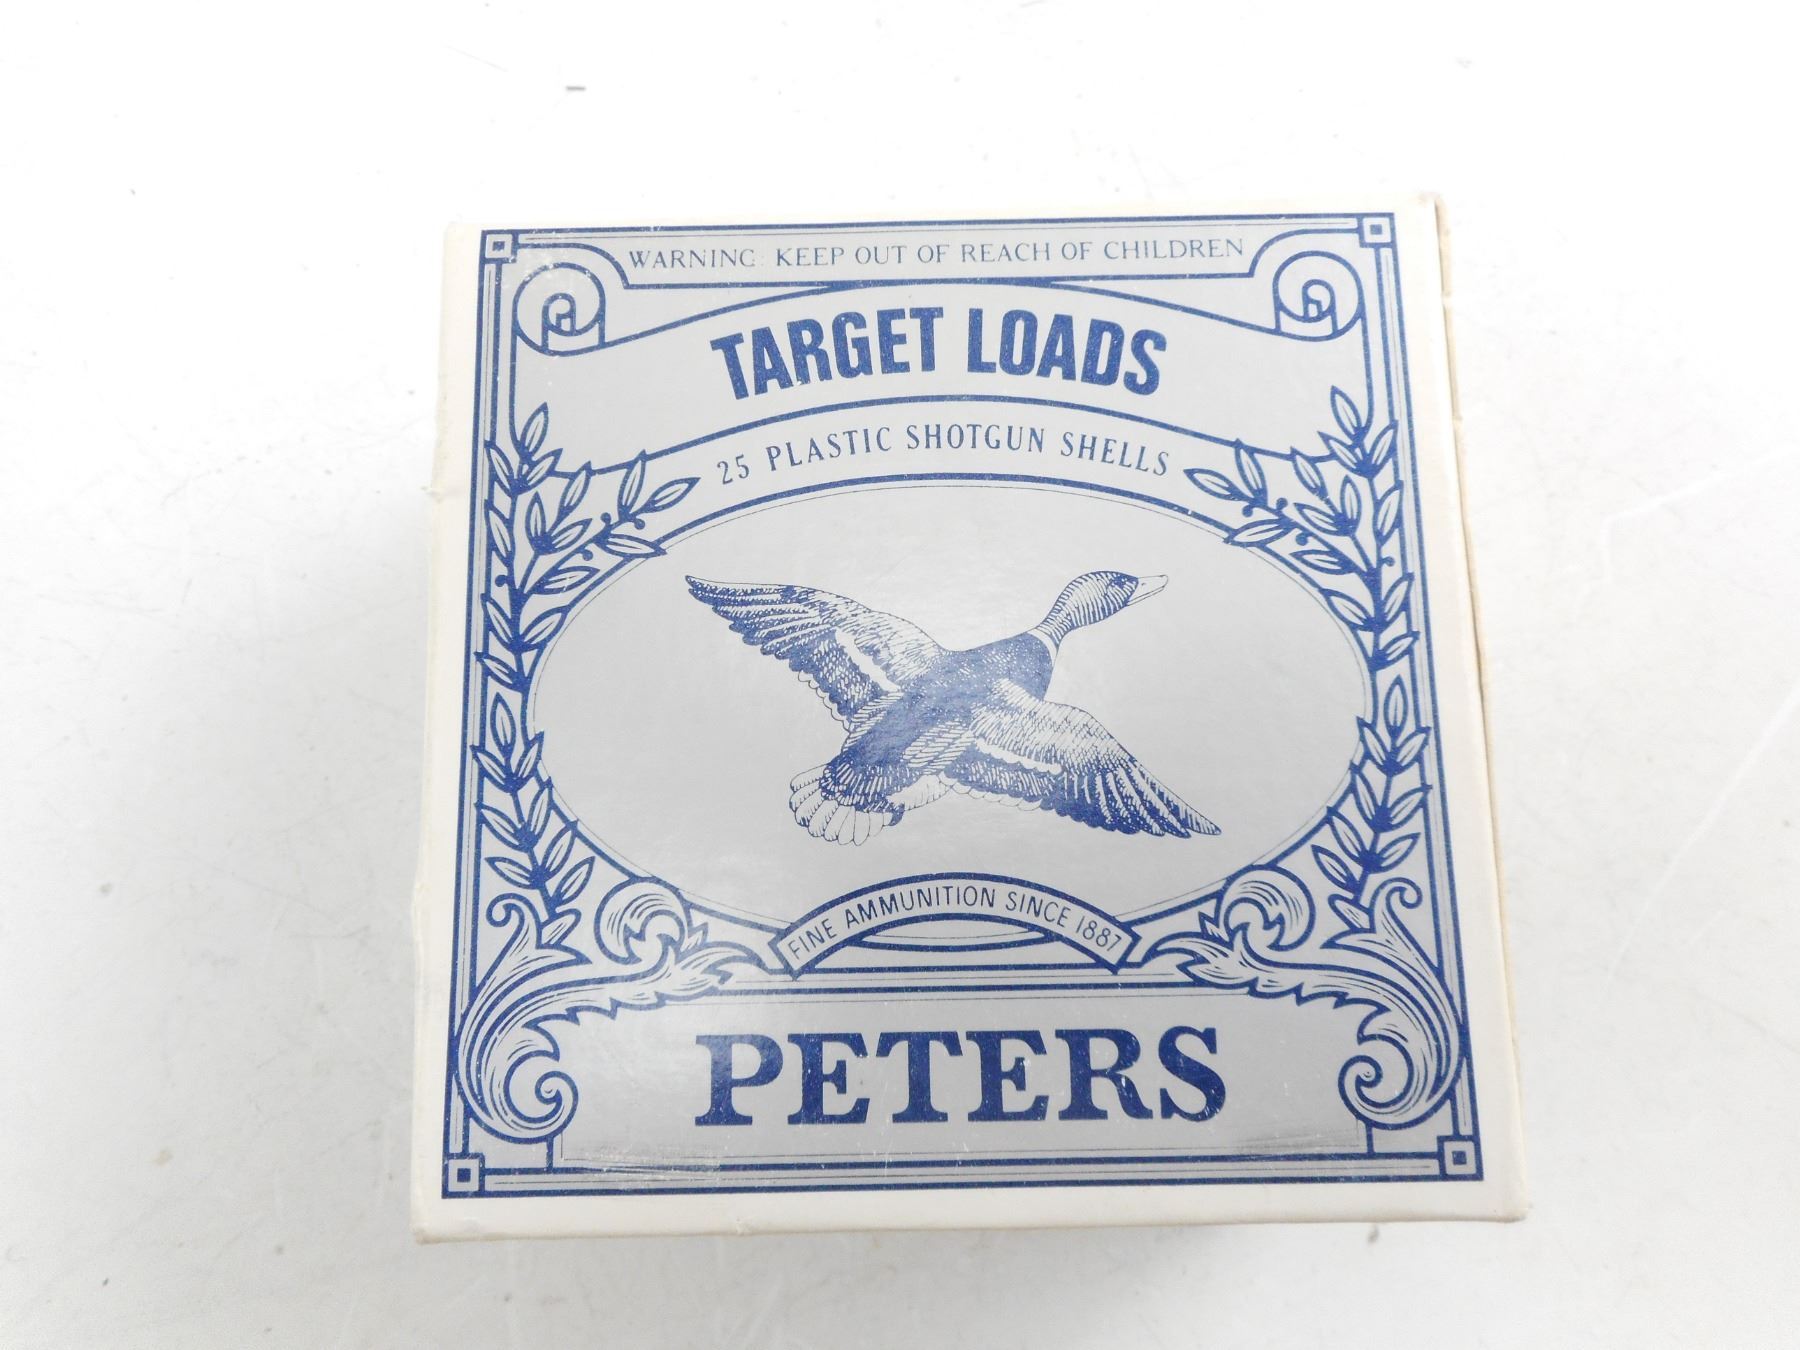 WARNING: KEEP OUT OF REACH OF CHILDREN
TARGET LOADS
25 PLASTIC SHOTGUN SHELLS
FINE AMMUNITION SINCE 1887
PETERS